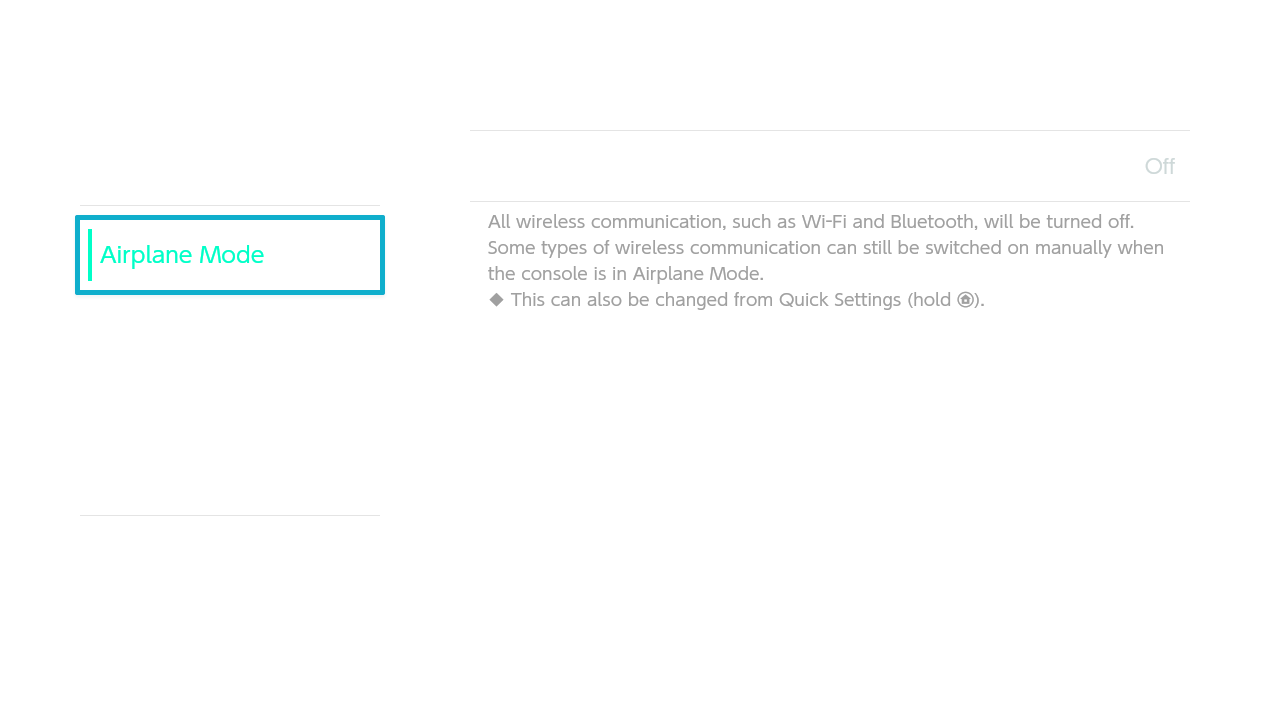 Off
Airplane Mode
All wireless communication, such as Wi-Fi and Bluetooth, will be turned off.
Some types of wireless communication can still be switched on manually when
the console is in Airplane Mode.
◆ This can also be changed from Quick Settings (hold ).